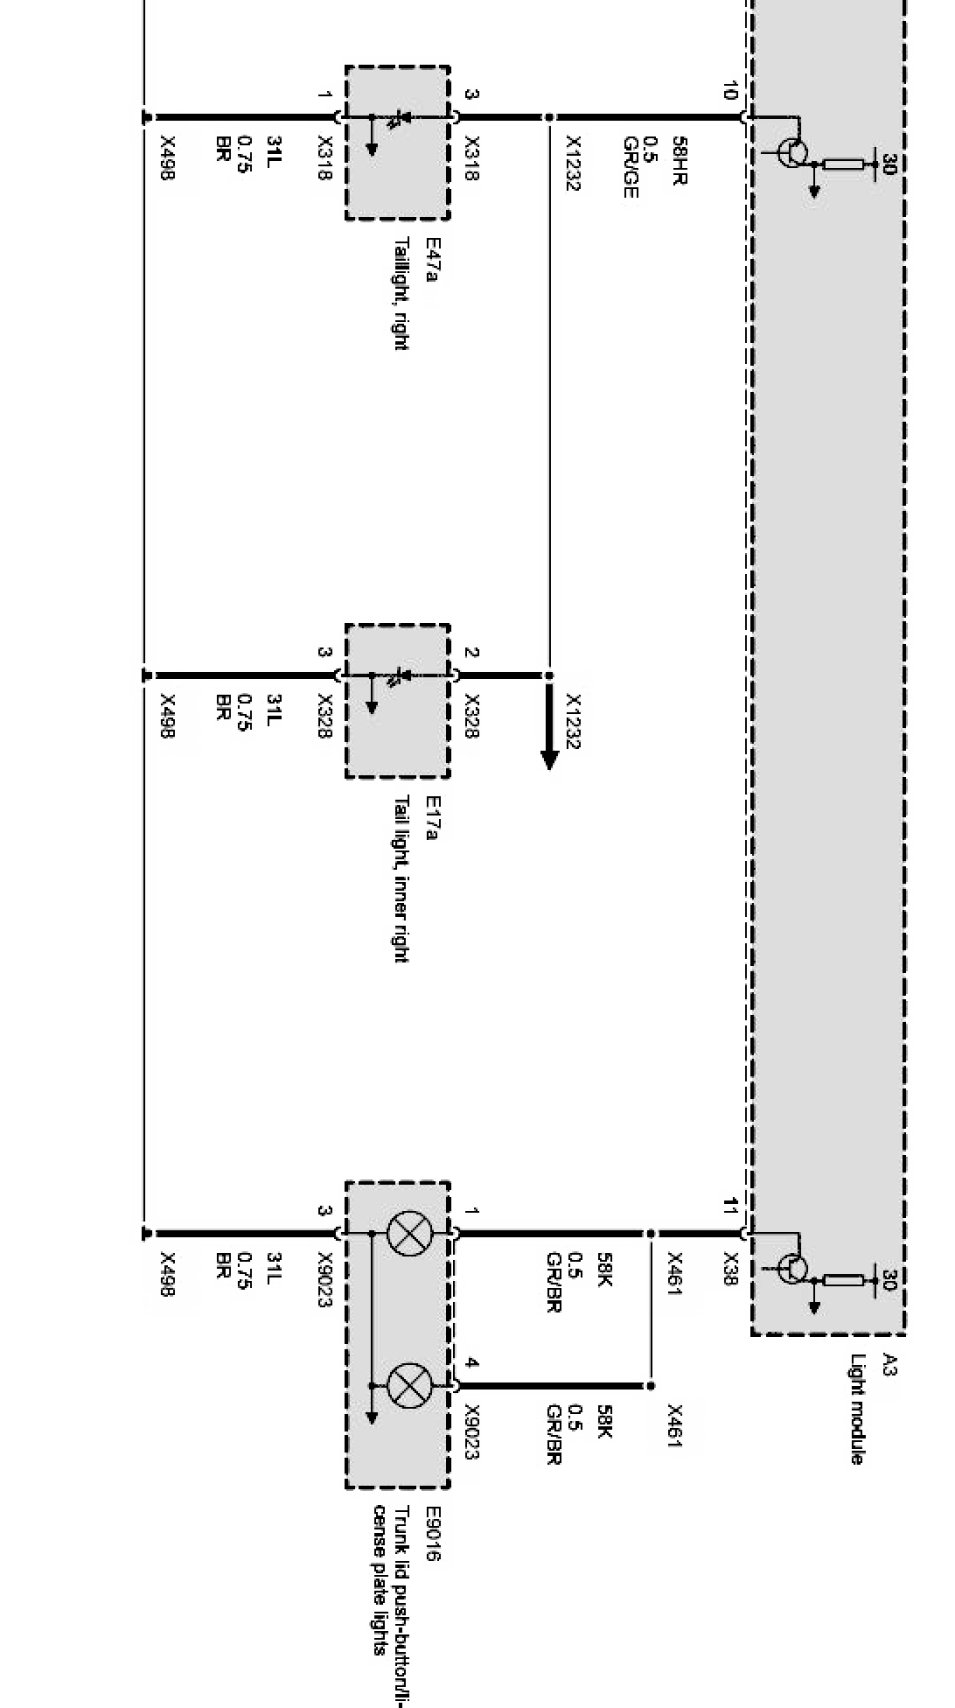 30
10
58HR
0.5
GR/GE
X1232
3
X318
E47a
Taillight, right
1
X318
31L
0.75
BR
X498
X1232
2
X328
E17a
Tail light, inner right
3
X328
31L
0.75
BR
X498
30
A3
Light module
11
X38
X461
X461
58K
0.5
GR/BR
58K
0.5
GR/BR
1
4
X9023
E9016
Trunk lid push-button/li-
cense plate lights
3
X9023
31L
0.75
BR
X498